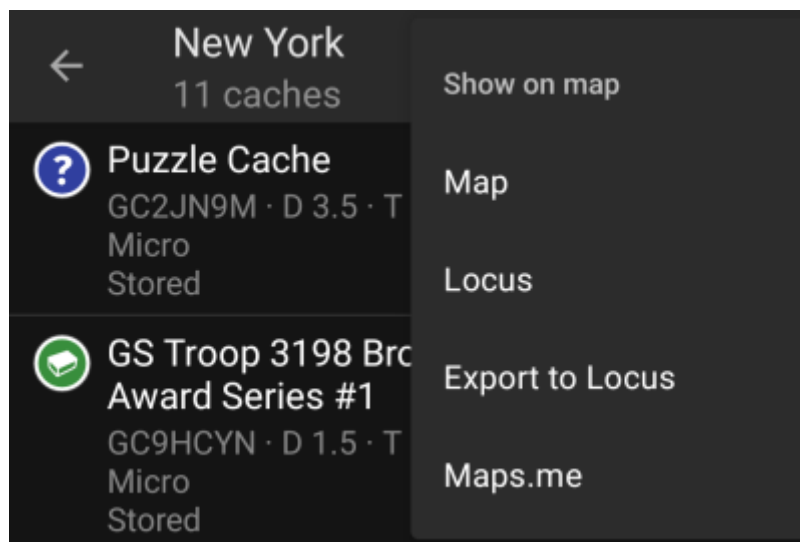 New York
11 caches
Puzzle Cache
GC2JN9M · D 3.5 · T
Micro
Stored
GS Troop 3198
Award Series #1
GC9HCYN · D 1.5 · T
Micro
Stored
Show on map
Map
Locus
Export to Locus
Maps.me